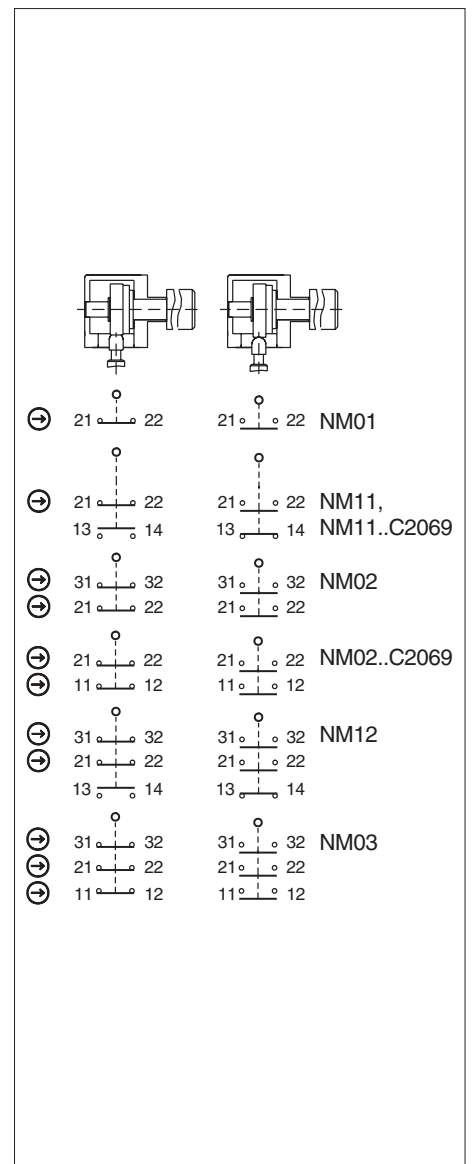 21 22 21 22 NM01
21 22 21 22 NM11,
13 14 13 14 NM11..C2069
31 32 31 32 NM02
21 22 21 22
21 22 21 22 NM02..C2069
11 12 11 12
31 32 31 32 NM12
21 22 21 22
13 14 13 14
31 32 31 32 NM03
21 22 21 22
11 12 11 12